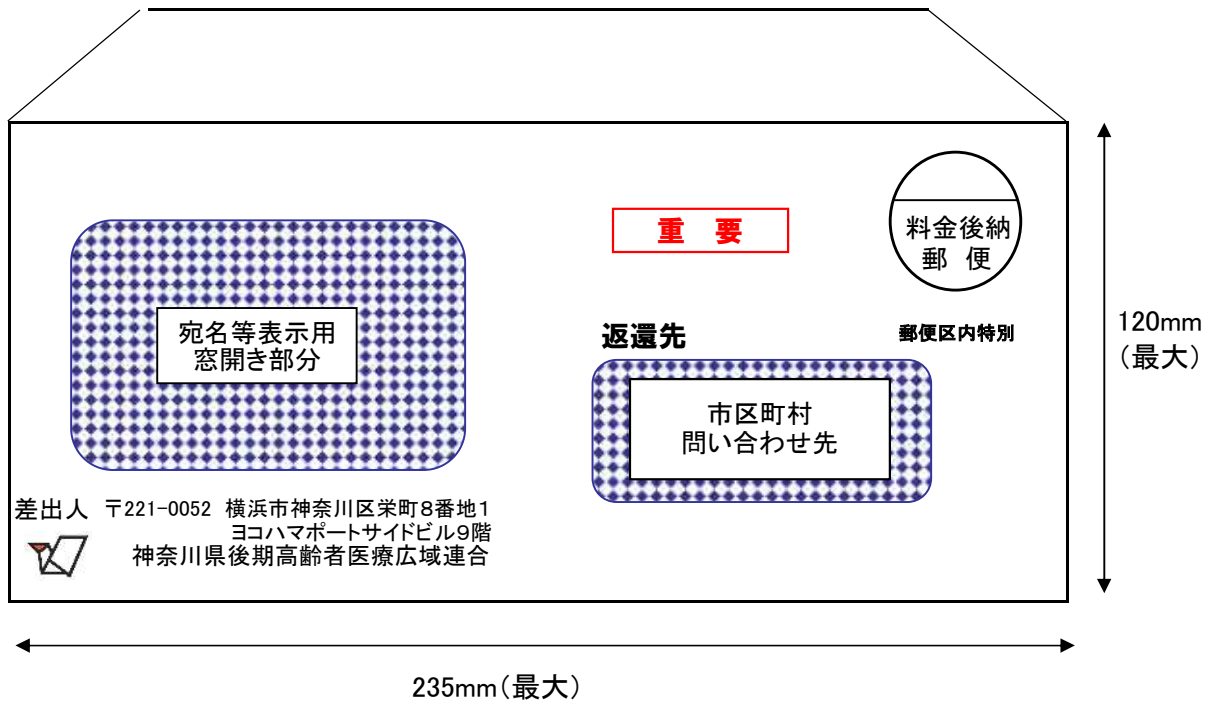 料金後納
郵 便
重 要
郵便区内特別
返還先
宛名等表示用
窓開き部分
市区町村
問い合わせ先
差出人 〒221-0052 横浜市神奈川区栄町8番地1
ヨコハマポートサイドビル9階
神奈川県後期高齢者医療広域連合
120mm
(最大)
235mm(最大)